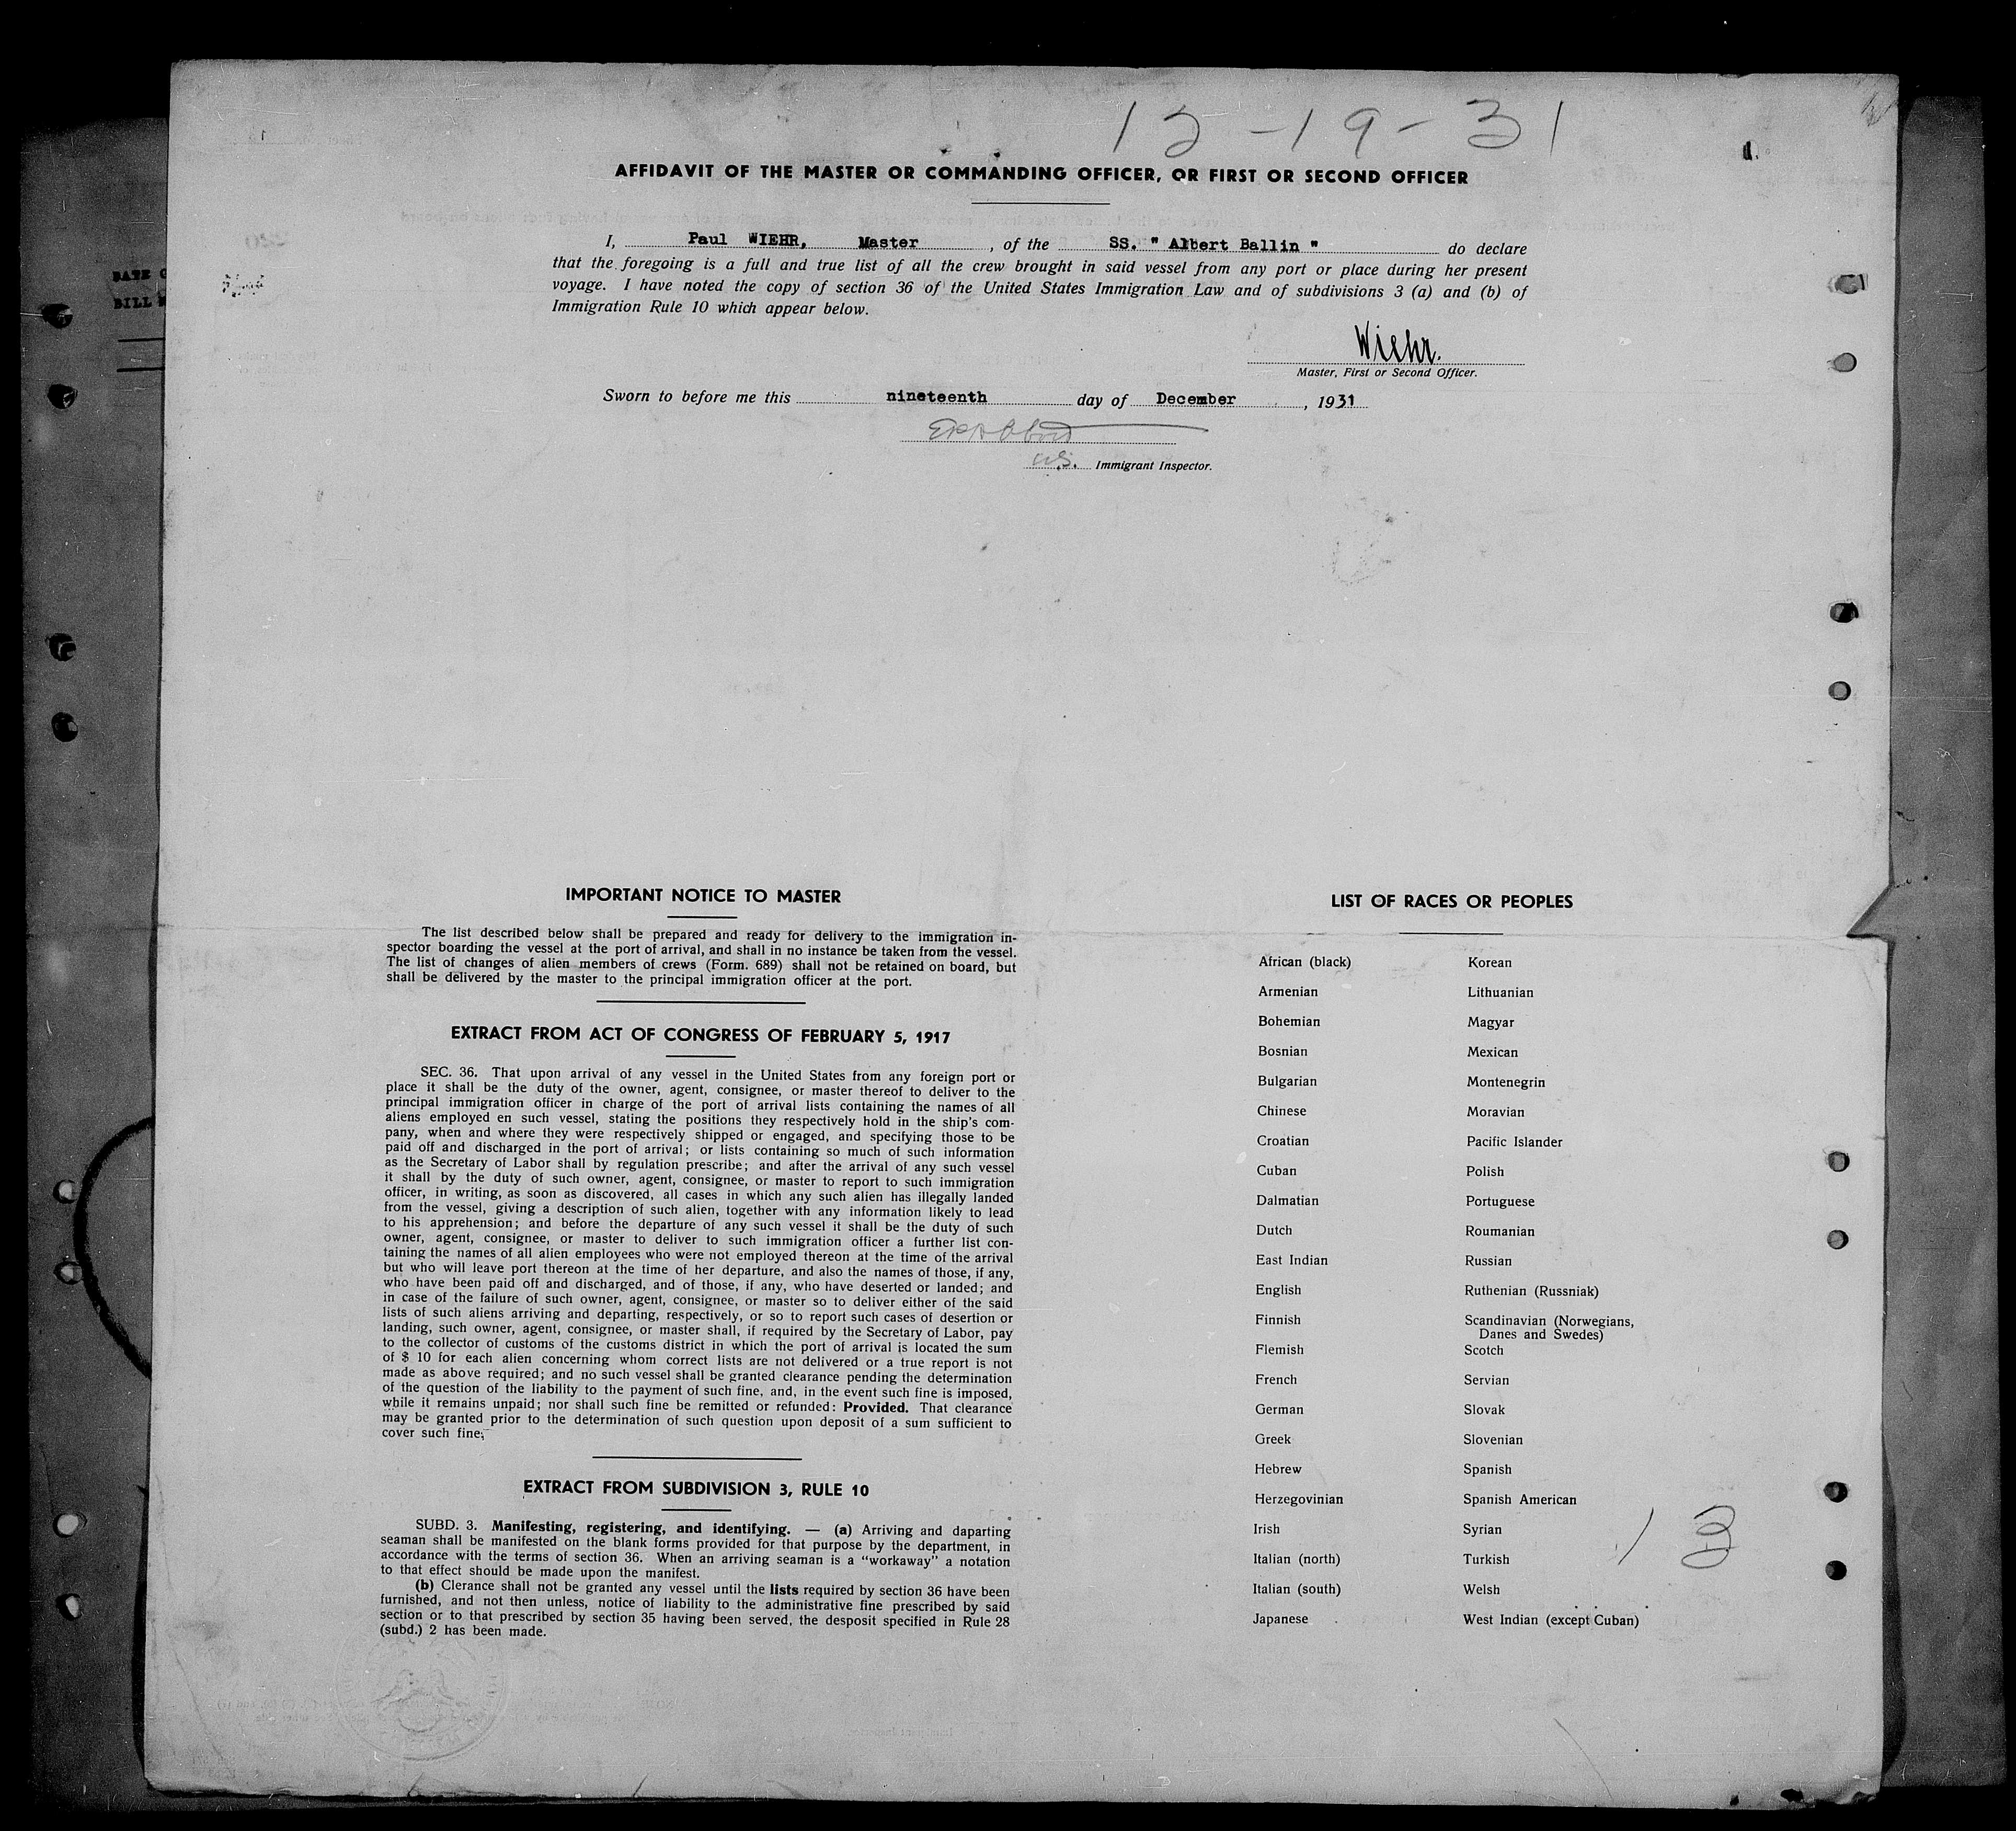 12-19-31
1.
AFFIDAVIT OF THE MASTER OR COMMANDING OFFICER, OR FIRST OR SECOND OFFICER
I, Paul WIEHR, Master, of the SS. " Albert Ballin " do declare
that the foregoing is a full and true list of all the crew brought in said vessel from any port or place during her present
voyage. I have noted the copy of section 36 of the United States Immigration Law and of subdivisions 3 (a) and (b) of
Immigration Rule 10 which appear below.
Wiehr.
Master, First or Second Officer.
Sworn to before me this nineteenth day of December, 1931
U.S. Immigrant Inspector.
IMPORTANT NOTICE TO MASTER
The list described below shall be prepared and ready for delivery to the immigration in-
spector boarding the vessel at the port of arrival, and shall in no instance be taken from the vessel.
The list of changes of alien members of crews (Form. 689) shall not be retained on board, but
shall be delivered by the master to the principal immigration officer at the port.
EXTRACT FROM ACT OF CONGRESS OF FEBRUARY 5, 1917
SEC. 36. That upon arrival of any vessel in the United States from any foreign port or
place it shall be the duty of the owner, agent, consignee, or master thereof to deliver to the
principal immigration officer in charge of the port of arrival lists containing the names of all
aliens employed en such vessel, stating the positions they respectively hold in the ship's com-
pany, when and where they were respectively shipped or engaged, and specifying those to be
paid off and discharged in the port of arrival; or lists containing so much of such information
as the Secretary of Labor shall by regulation prescribe; and after the arrival of any such vessel
it shall by the duty of such owner, agent, consignee, or master to report to such immigration
officer, in writing, as soon as discovered, all cases in which any such alien has illegally landed
from the vessel, giving a description of such alien, together with any information likely to lead
to his apprehension; and before the departure of any such vessel it shall be the duty of such
owner, agent, consignee, or master to deliver to such immigration officer a further list con-
taining the names of all alien employees who were not employed thereon at the time of the arrival
but who will leave port thereon at the time of her departure, and also the names of those, if any,
who have been paid off and discharged, and of those, if any, who have deserted or landed; and
in case of the failure of such owner, agent, consignee, or master so to deliver either of the said
lists of such aliens arriving and departing, respectively, or so to report such cases of desertion or
landing, such owner, agent, consignee, or master shall, if required by the Secretary of Labor, pay
to the collector of customs of the customs district in which the port of arrival is located the sum
of $ 10 for each alien concerning whom correct lists are not delivered or a true report is not
made as above required; and no such vessel shall be granted clearance pending the determination
of the question of the liability to the payment of such fine, and, in the event such fine is imposed,
while it remains unpaid; nor shall such fine be remitted or refunded: Provided. That clearance
may be granted prior to the determination of such question upon deposit of a sum sufficient to
cover such fine;
EXTRACT FROM SUBDIVISION 3, RULE 10
SUBD. 3. Manifesting, registering, and identifying. — (a) Arriving and daparting
seaman shall be manifested on the blank forms provided for that purpose by the department, in
accordance with the terms of section 36. When an arriving seaman is a “workaway” a notation
to that effect should be made upon the manifest.
(b) Clerance shall not be granted any vessel until the lists required by section 36 have been
furnished, and not then unless, notice of liability to the administrative fine prescribed by said
section or to that prescribed by section 35 having been served, the desposit specified in Rule 28
(subd.) 2 has been made.
LIST OF RACES OR PEOPLES
African (black) Korean
Armenian Lithuanian
Bohemian Magyar
Bosnian Mexican
Bulgarian Montenegrin
Chinese Moravian
Croatian Pacific Islander
Cuban Polish
Dalmatian Portuguese
Dutch Roumanian
East Indian Russian
English Ruthenian (Russniak)
Finnish Scandinavian (Norwegians,
Danes and Swedes)
Flemish Scotch
French Servian
German Slovak
Greek Slovenian
Hebrew Spanish
Herzegovinian Spanish American
Irish Syrian
Italian (north) Turkish
Italian (south) Welsh
Japanese West Indian (except Cuban)
13